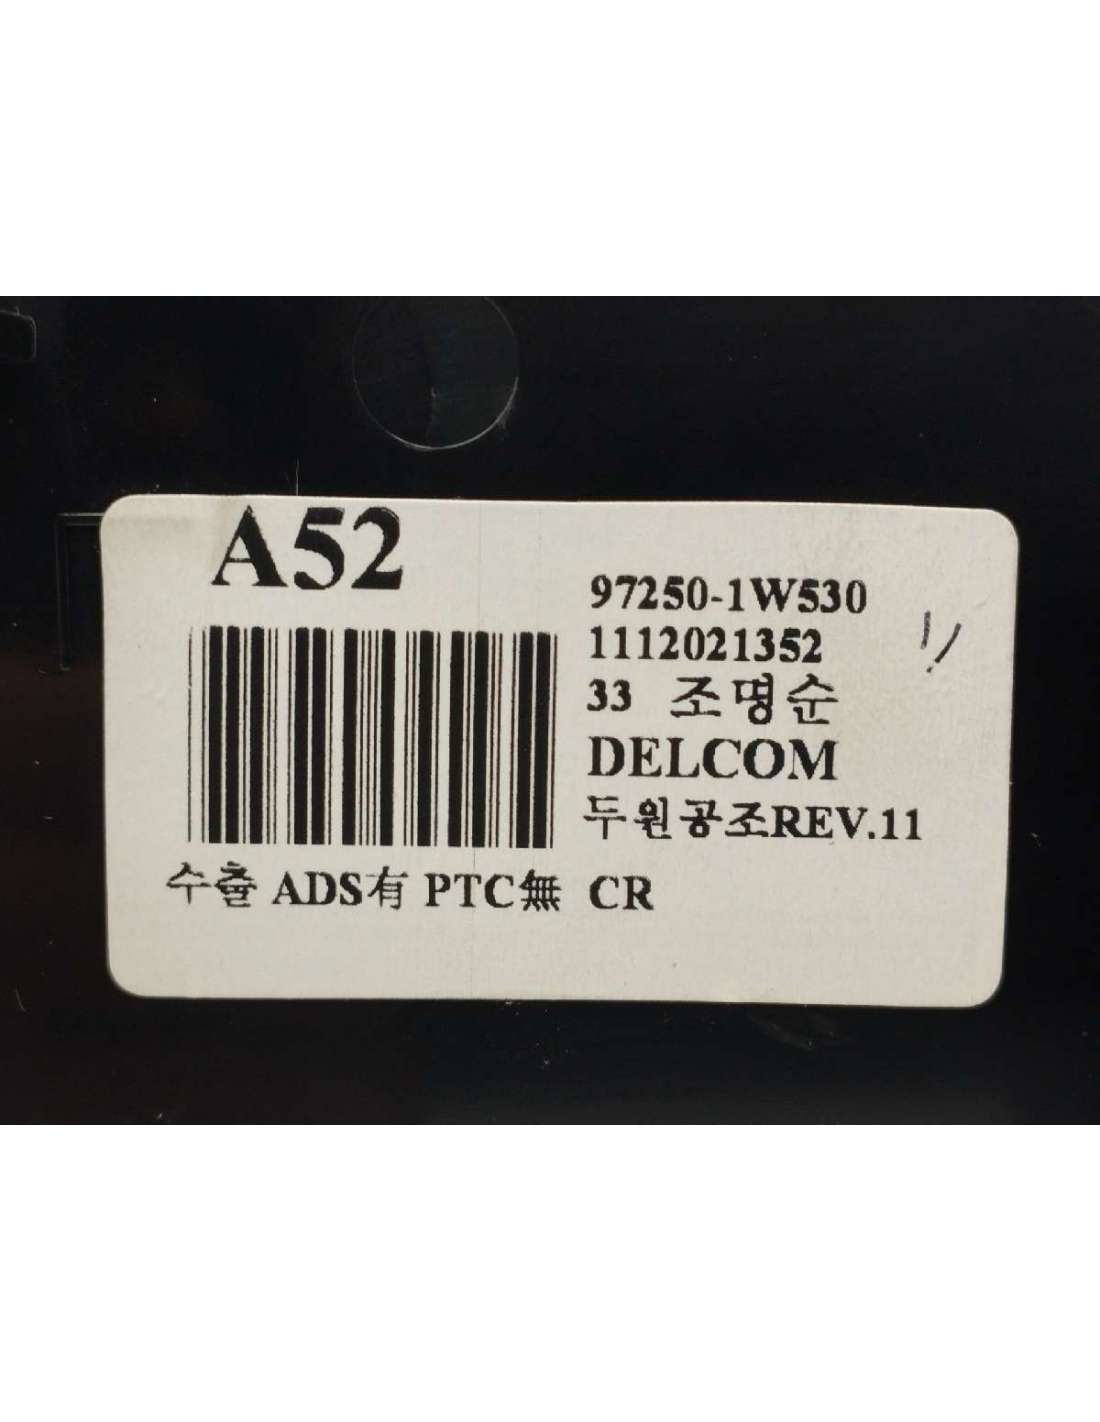 A52
97250-1W530
1112021352
33 조명순
DELCOM
두원공조REV.11
수출 ADS有 PTC無 CR